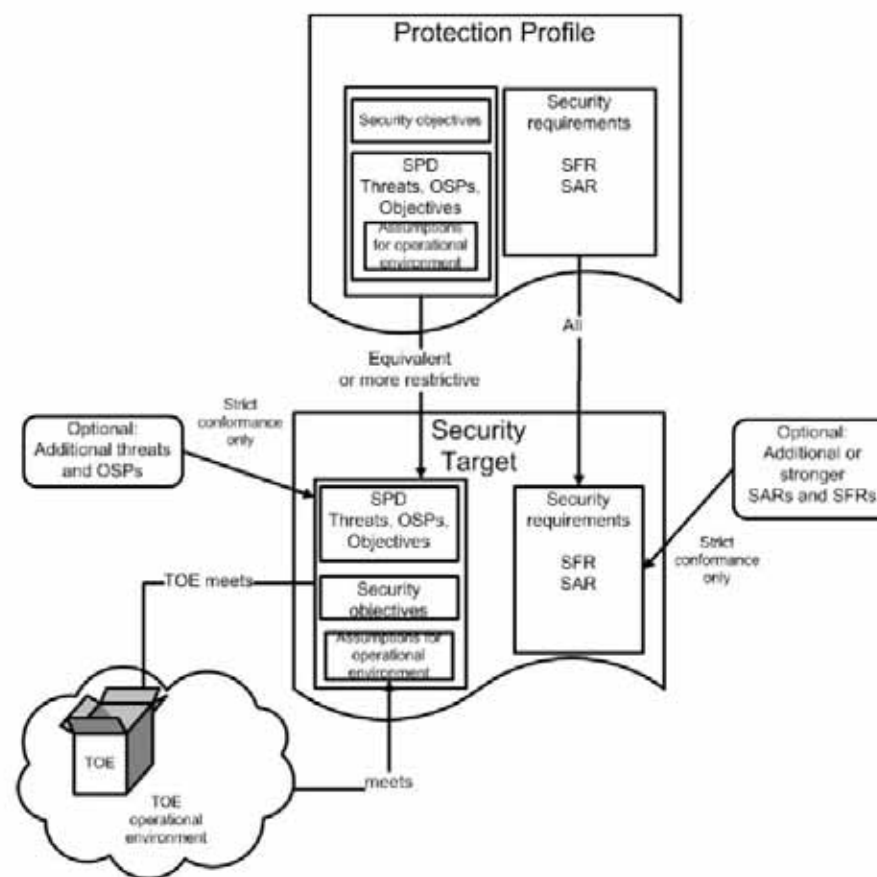 Protection Profile
Security objectives
SPD
Threats, OSPs,
Objectives
Assumptions
for operational
environment
Security
requirements
SFR
SAR
Equivalent
or more restrictive
All
Strict
conformance
only
Optional:
Additional threats
and OSPs
Security
Target
SPD
Threats, OSPs,
Objectives
Security
objectives
Assumptions for
operational
environment
Security
requirements
SFR
SAR
Optional:
Additional or
stronger
SARs and SFRs
Strict
conformance
only
TOE meets
TOE
TOE
operational
environment
meets